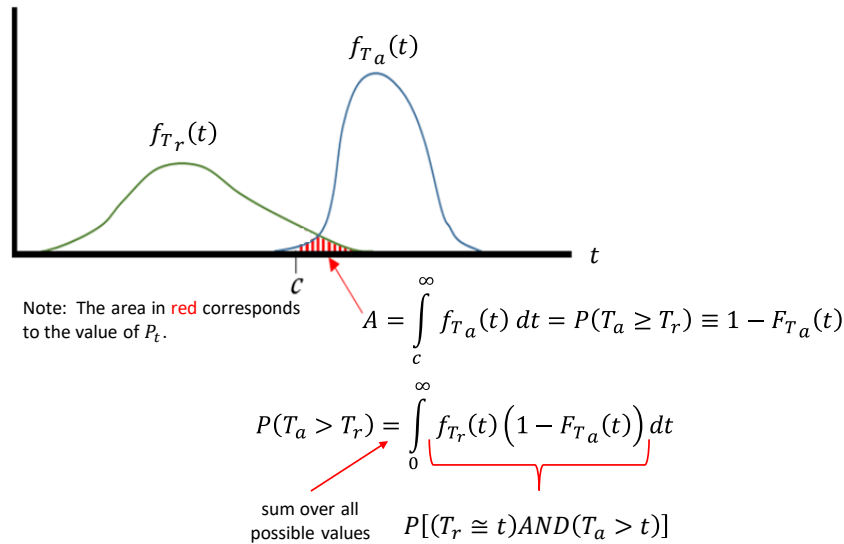 f_{T_a}(t)
f_{T_r}(t)
t
c
Note:  The area in red corresponds
to the value of P_t.
A = ∫_c^∞ f_{T_a}(t) dt = P(T_a ≥ T_r) ≡ 1 − F_{T_a}(t)
P(T_a > T_r) = ∫_0^∞ f_{T_r}(t) (1 − F_{T_a}(t)) dt
sum over all
possible values
P[(T_r ≅ t)AND(T_a > t)]